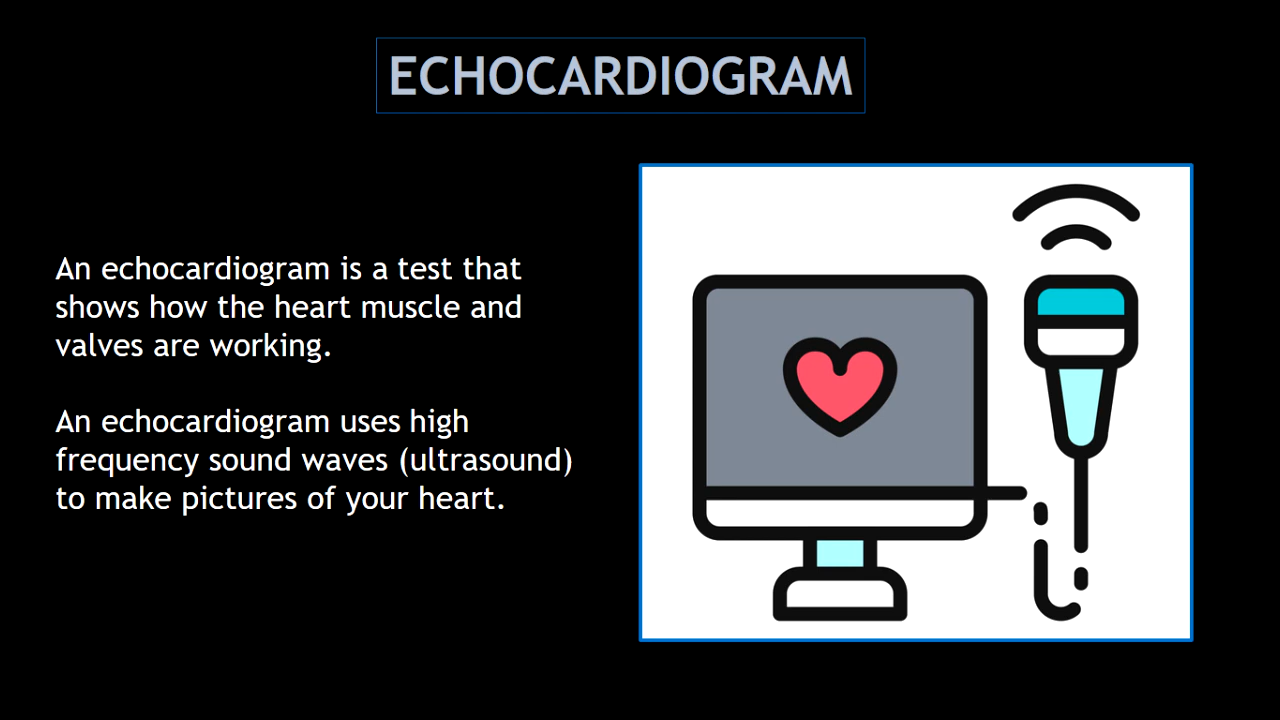 ECHOCARDIOGRAM
An echocardiogram is a test that
shows how the heart muscle and
valves are working.
An echocardiogram uses high
frequency sound waves (ultrasound)
to make pictures of your heart.